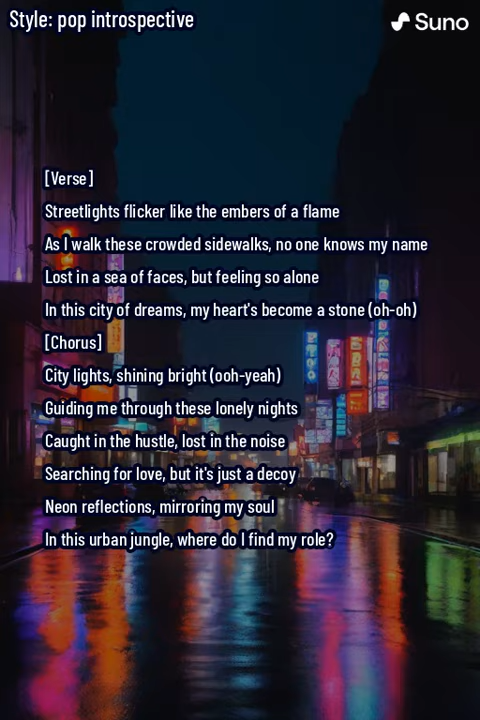 Style: pop introspective
Suno
[Verse]
Streetlights flicker like the embers of a flame
As I walk these crowded sidewalks, no one knows my name
Lost in a sea of faces, but feeling so alone
In this city of dreams, my heart's become a stone (oh-oh)
[Chorus]
City lights, shining bright (ooh-yeah)
Guiding me through these lonely nights
Caught in the hustle, lost in the noise
Searching for love, but it's just a decoy
Neon reflections, mirroring my soul
In this urban jungle, where do I find my role?